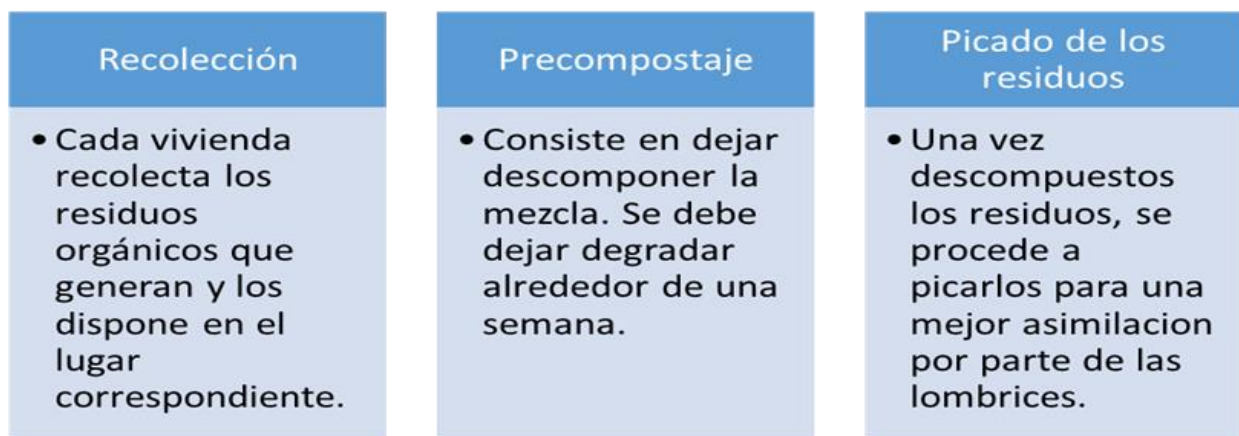 Recolección
• Cada vivienda
recolecta los
residuos
orgánicos que
generan y los
dispone en el
lugar
correspondiente.
Precompostaje
• Consiste en dejar
descomponer la
mezcla. Se debe
dejar degradar
alrededor de una
semana.
Picado de los
residuos
• Una vez
descompuestos
los residuos, se
procede a
picarlos para una
mejor asimilacion
por parte de las
lombrices.